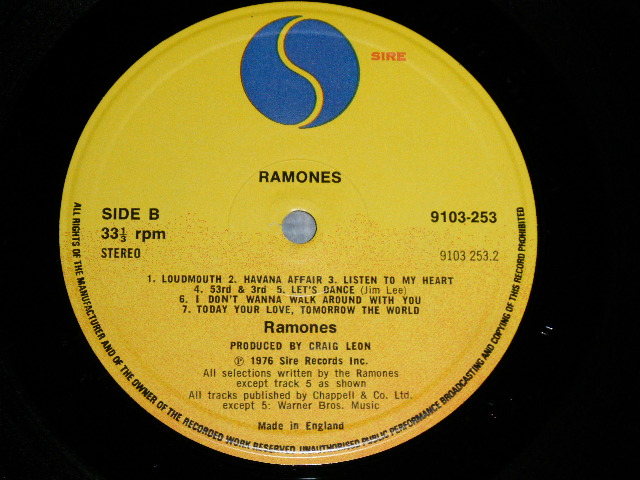 SIRE
RAMONES
SIDE B
33⅓ rpm
STEREO
9103-253
9103 253.2
1. LOUDMOUTH 2. HAVANA AFFAIR 3. LISTEN TO MY HEART
4. 53rd & 3rd 5. LET'S DANCE (Jim Lee)
6. I DON'T WANNA WALK AROUND WITH YOU
7. TODAY YOUR LOVE, TOMORROW THE WORLD
Ramones
PRODUCED BY CRAIG LEON
℗ 1976 Sire Records Inc.
All selections written by the Ramones
except track 5 as shown
All tracks published by Chappell & Co. Ltd.
except 5: Warner Bros. Music
Made in England
ALL RIGHTS OF THE MANUFACTURER AND OF THE OWNER OF THE RECORDED WORK RESERVED. UNAUTHORISED PUBLIC PERFORMANCE BROADCASTING AND COPYING OF THIS RECORD PROHIBITED